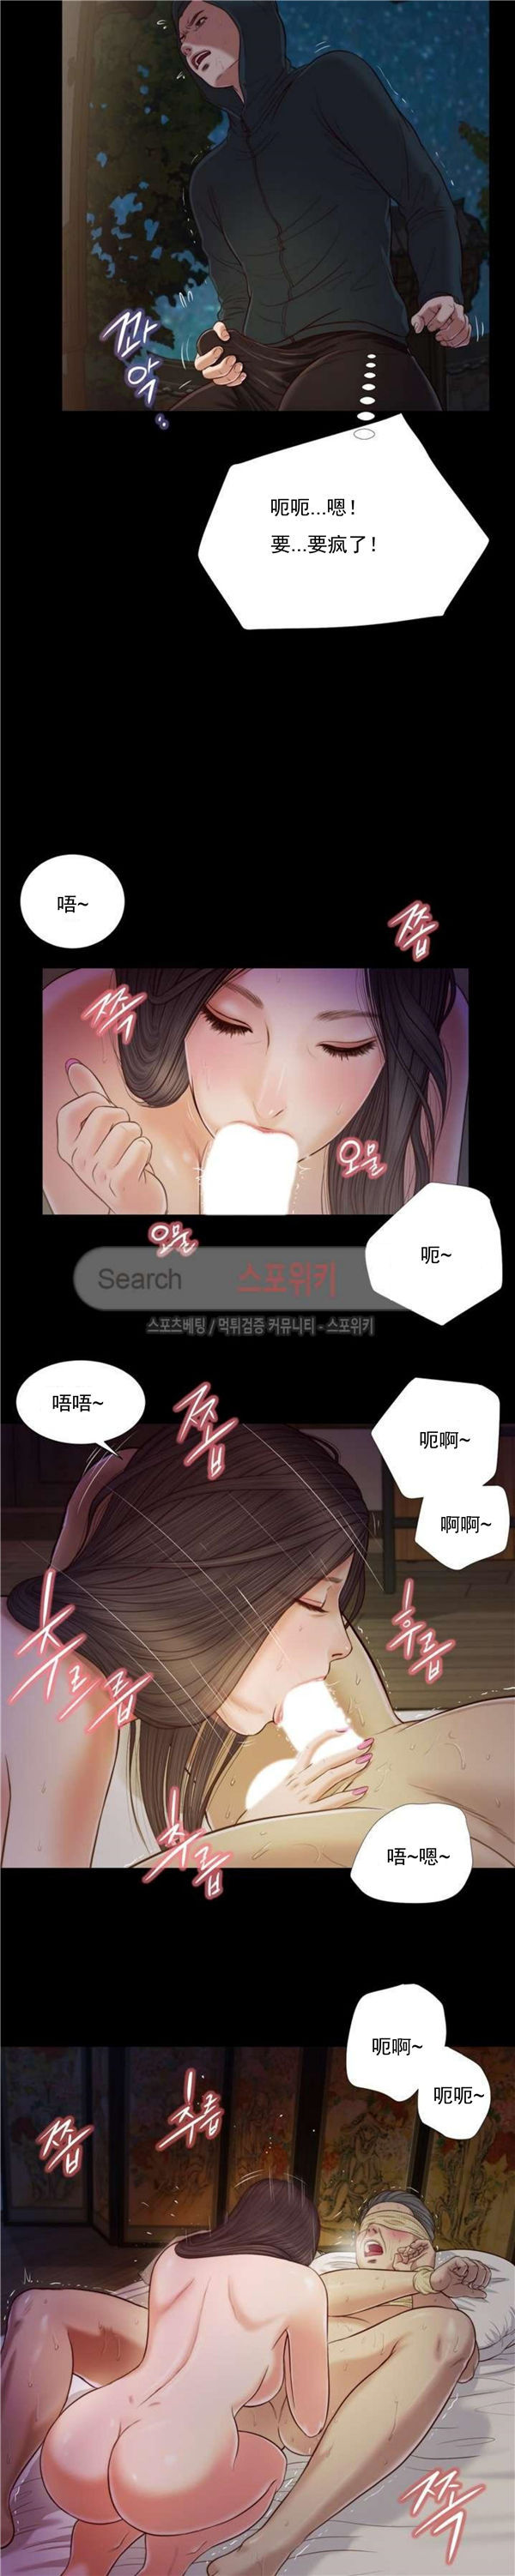 꽈
악
呃呃...嗯！
要...要疯了！
唔~
쫍
쪽
오물
오물
呃~
Search 스포위키
스포츠베팅 / 먹튀검증 커뮤니티 - 스포위키
唔唔~
쫍
呃啊~
啊啊~
츄르릅
후릅
츄릅
唔~嗯~
呃啊~
呃呃~
츄릅
쫍
쪽